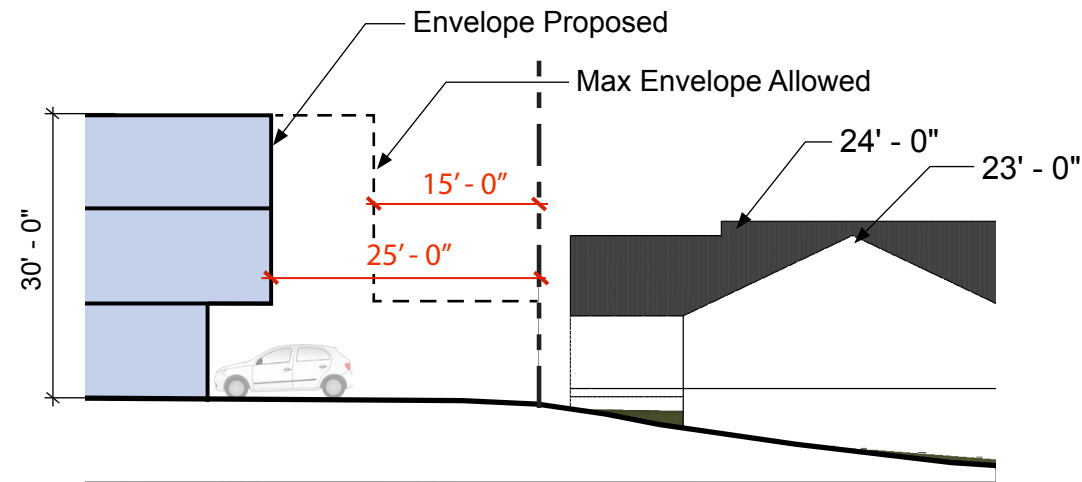 Envelope Proposed
Max Envelope Allowed
24' - 0"
23' - 0"
15' - 0"
25' - 0"
30' - 0"